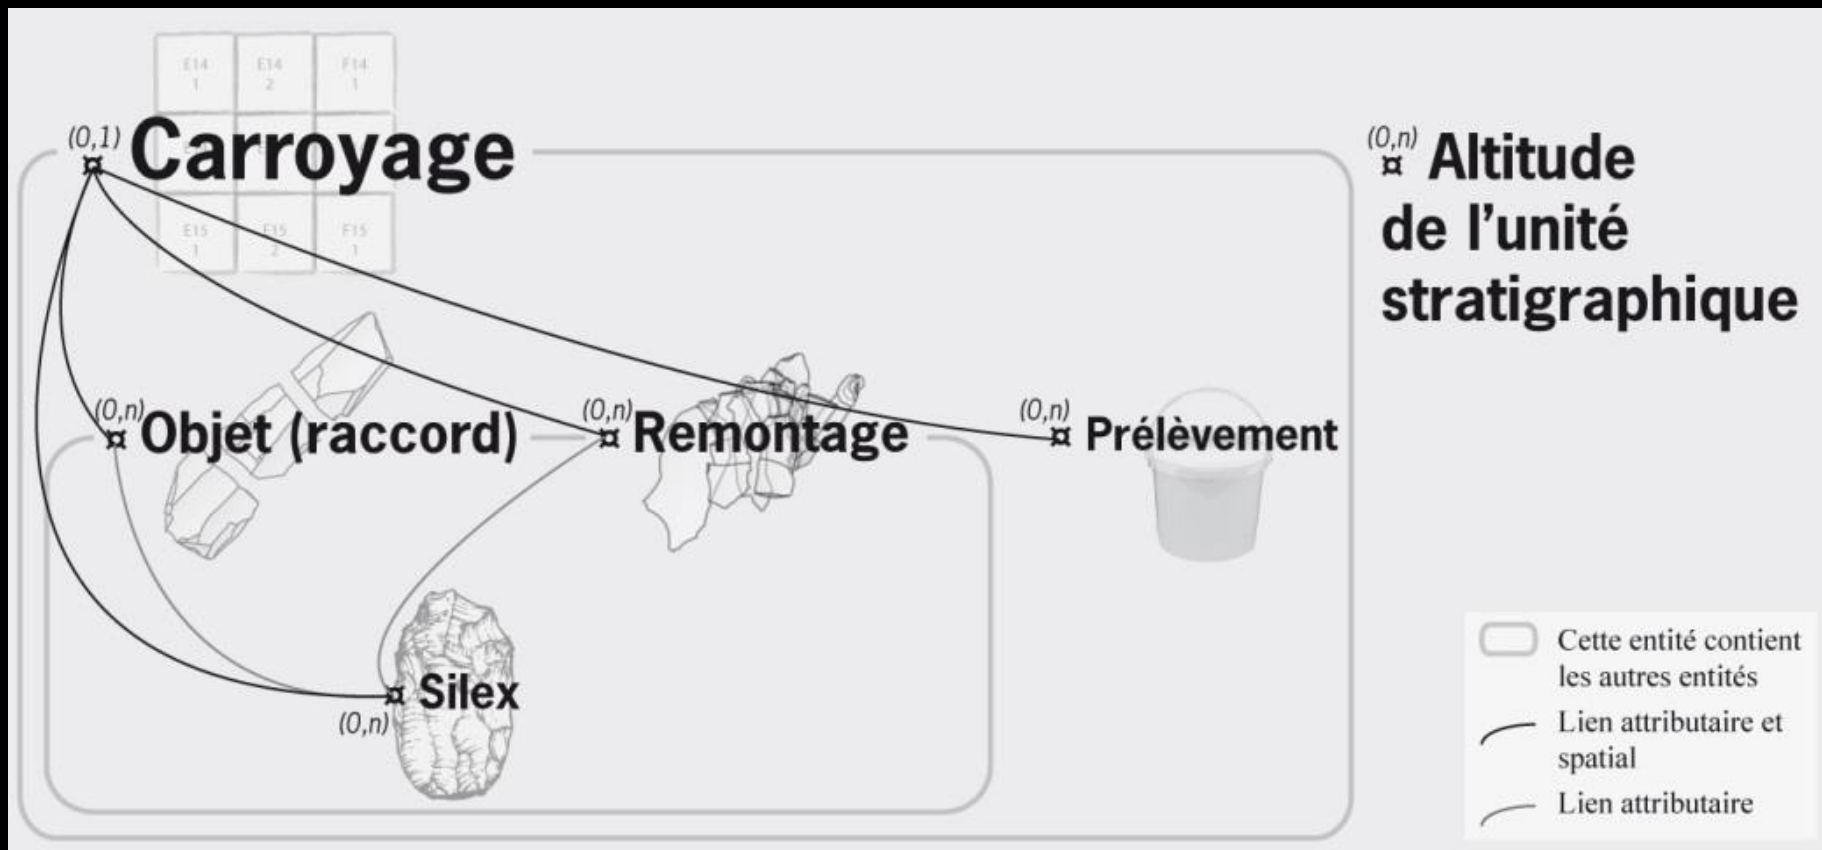 E14
1
E14
2
F14
1
(0,1)
Carroyage
E15
1
E15
2
F15
1
(0,n)
Altitude
de l'unité
stratigraphique
(0,n)
Objet (raccord)
(0,n)
Remontage
(0,n)
Prélèvement
Silex
(0,n)
Cette entité contient
les autres entités
Lien attributaire et
spatial
Lien attributaire